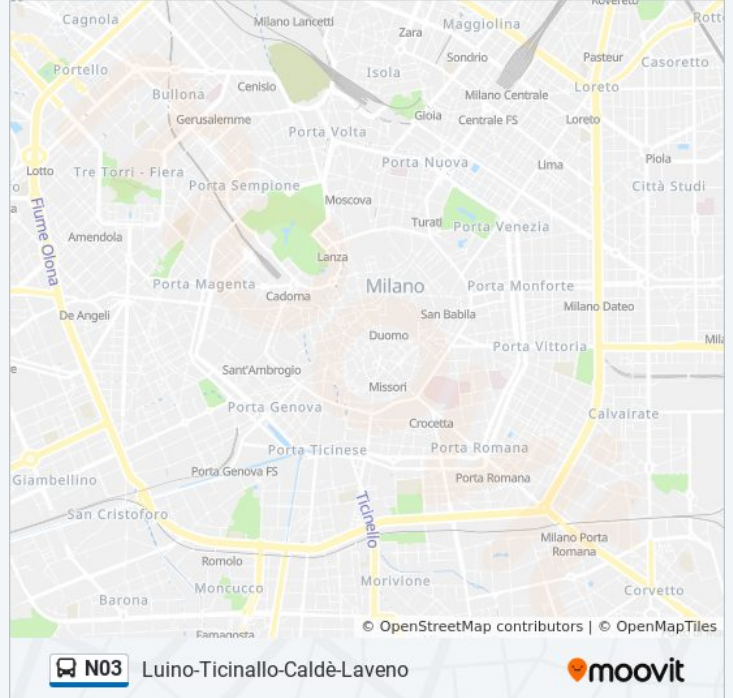 Rovereto
Cagnola
Milano Lancetti
Maggiolina
Rott
Zara
Portello
Sondrio
Pasteur
Casoretto
Isola
Bullona
Cenisio
Milano Centrale
Loreto
Gerusalemme
Gioia
Centrale FS
Loreto
Porta Volta
Lotto
Tre Torri - Fiera
Porta Nuova
Lima
Piola
Porta Sempione
Città Studi
o
Moscova
a
Turati
Porta Venezia
Fiume Olona
Amendola
Lanza
Porta Magenta
Milano
Porta Monforte
Cadorna
De Angeli
San Babila
Milano Dateo
Duomo
Porta Vittoria
Mila
e
Sant'Ambrogio
Missori
Porta Genova
Calvairate
Crocetta
Porta Ticinese
Porta Romana
Giambellino
Porta Genova FS
Porta Romana
San Cristoforo
Ticinello
Milano Porta
Romana
Romolo
Morivione
Moncucco
Corvetto
Barona
Famagosta
© OpenStreetMap contributors | © OpenMapTiles
N03 Luino-Ticinallo-Caldè-Laveno
moovit